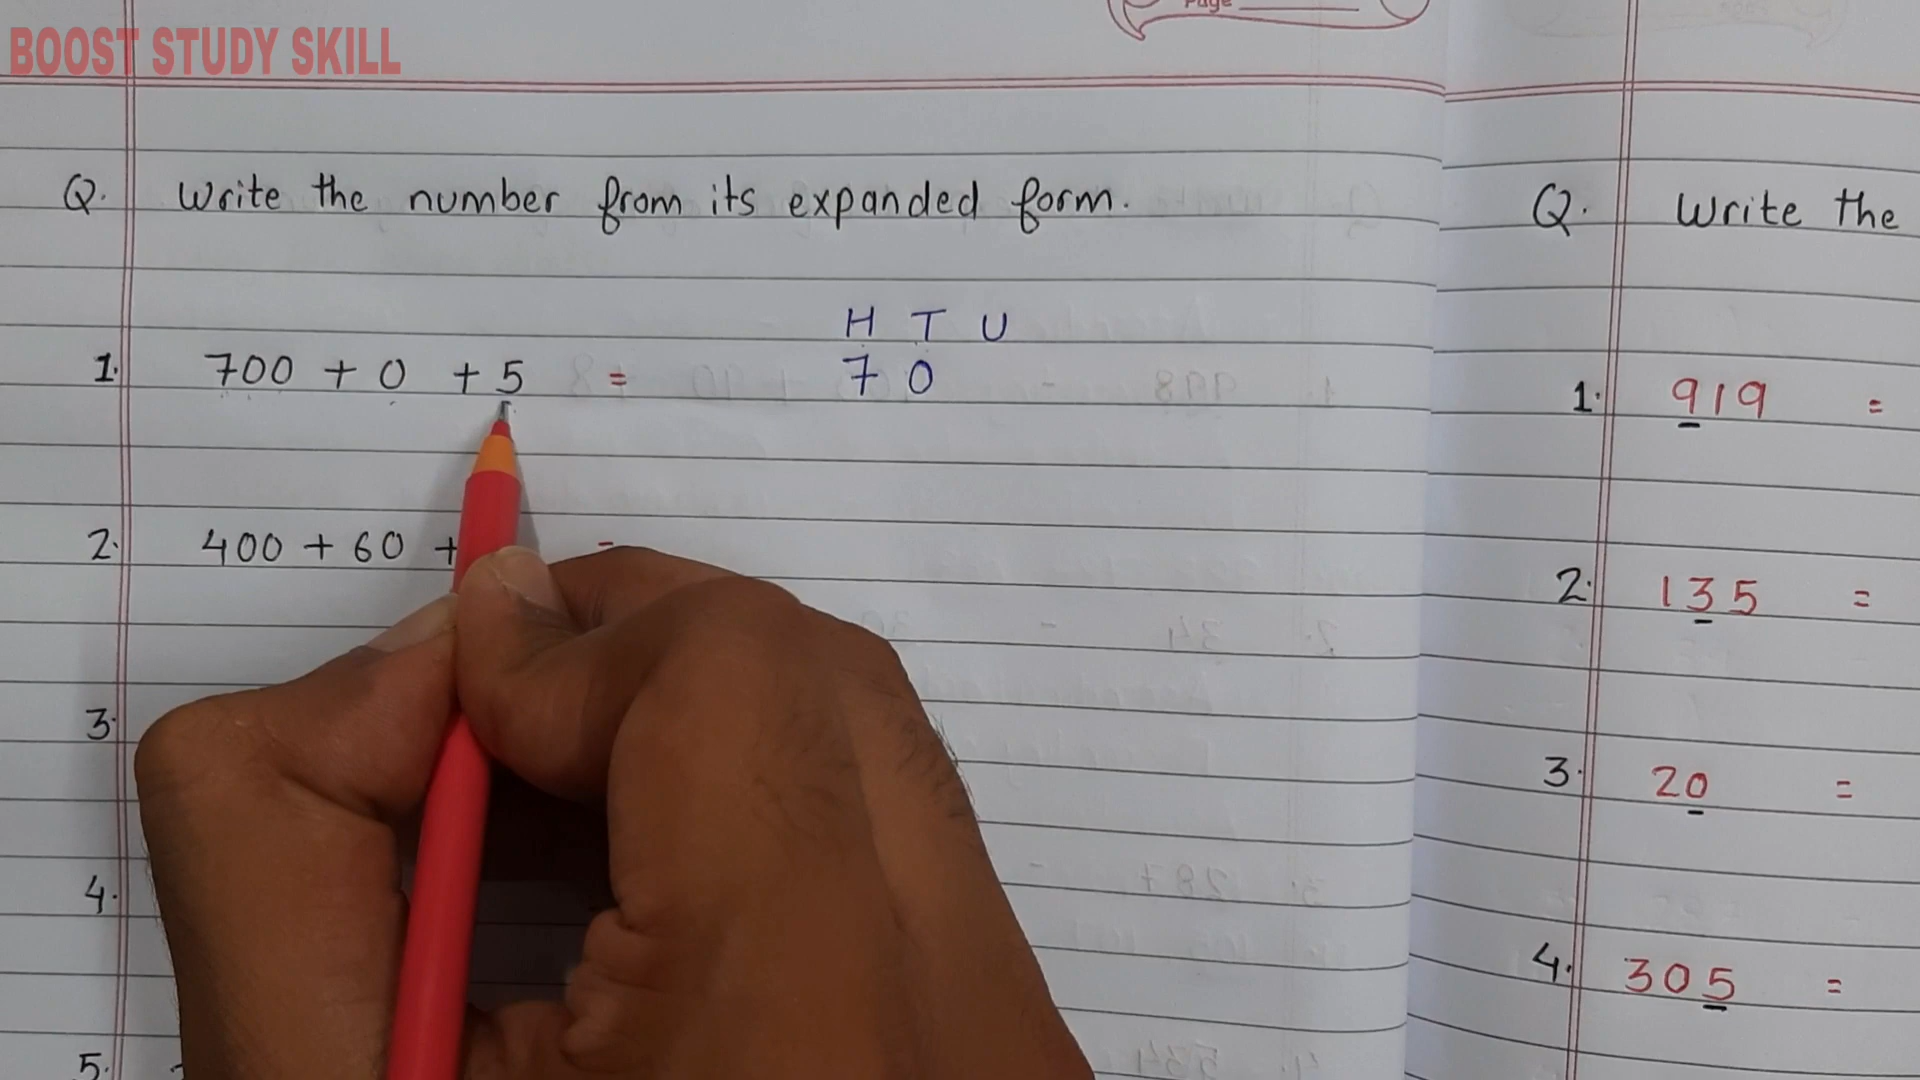 BOOST STUDY SKILL
Page
Q. Write the number from its expanded form.
H T U
1. 700 + 0 + 5 = 7 0
2. 400 + 60 + =
3.
4.
5.
Q. Write the
1. 919 =
2. 135 =
3. 20 =
4. 305 =